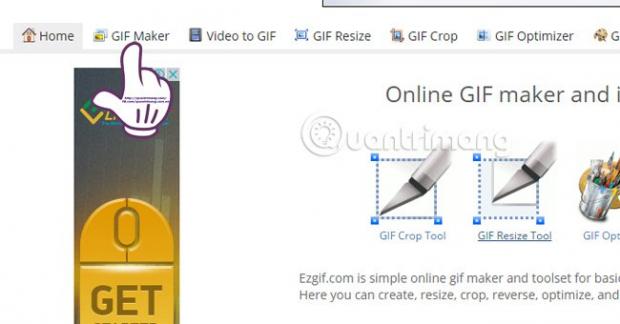 Home GIF Maker Video to GIF GIF Resize GIF Crop GIF Optimizer
Online GIF maker and i
Quantrimang
GIF Crop Tool GIF Resize Tool GIF Opt
Ezgif.com is simple online gif maker and toolset for basic
Here you can create, resize, crop, reverse, optimize, and
GET